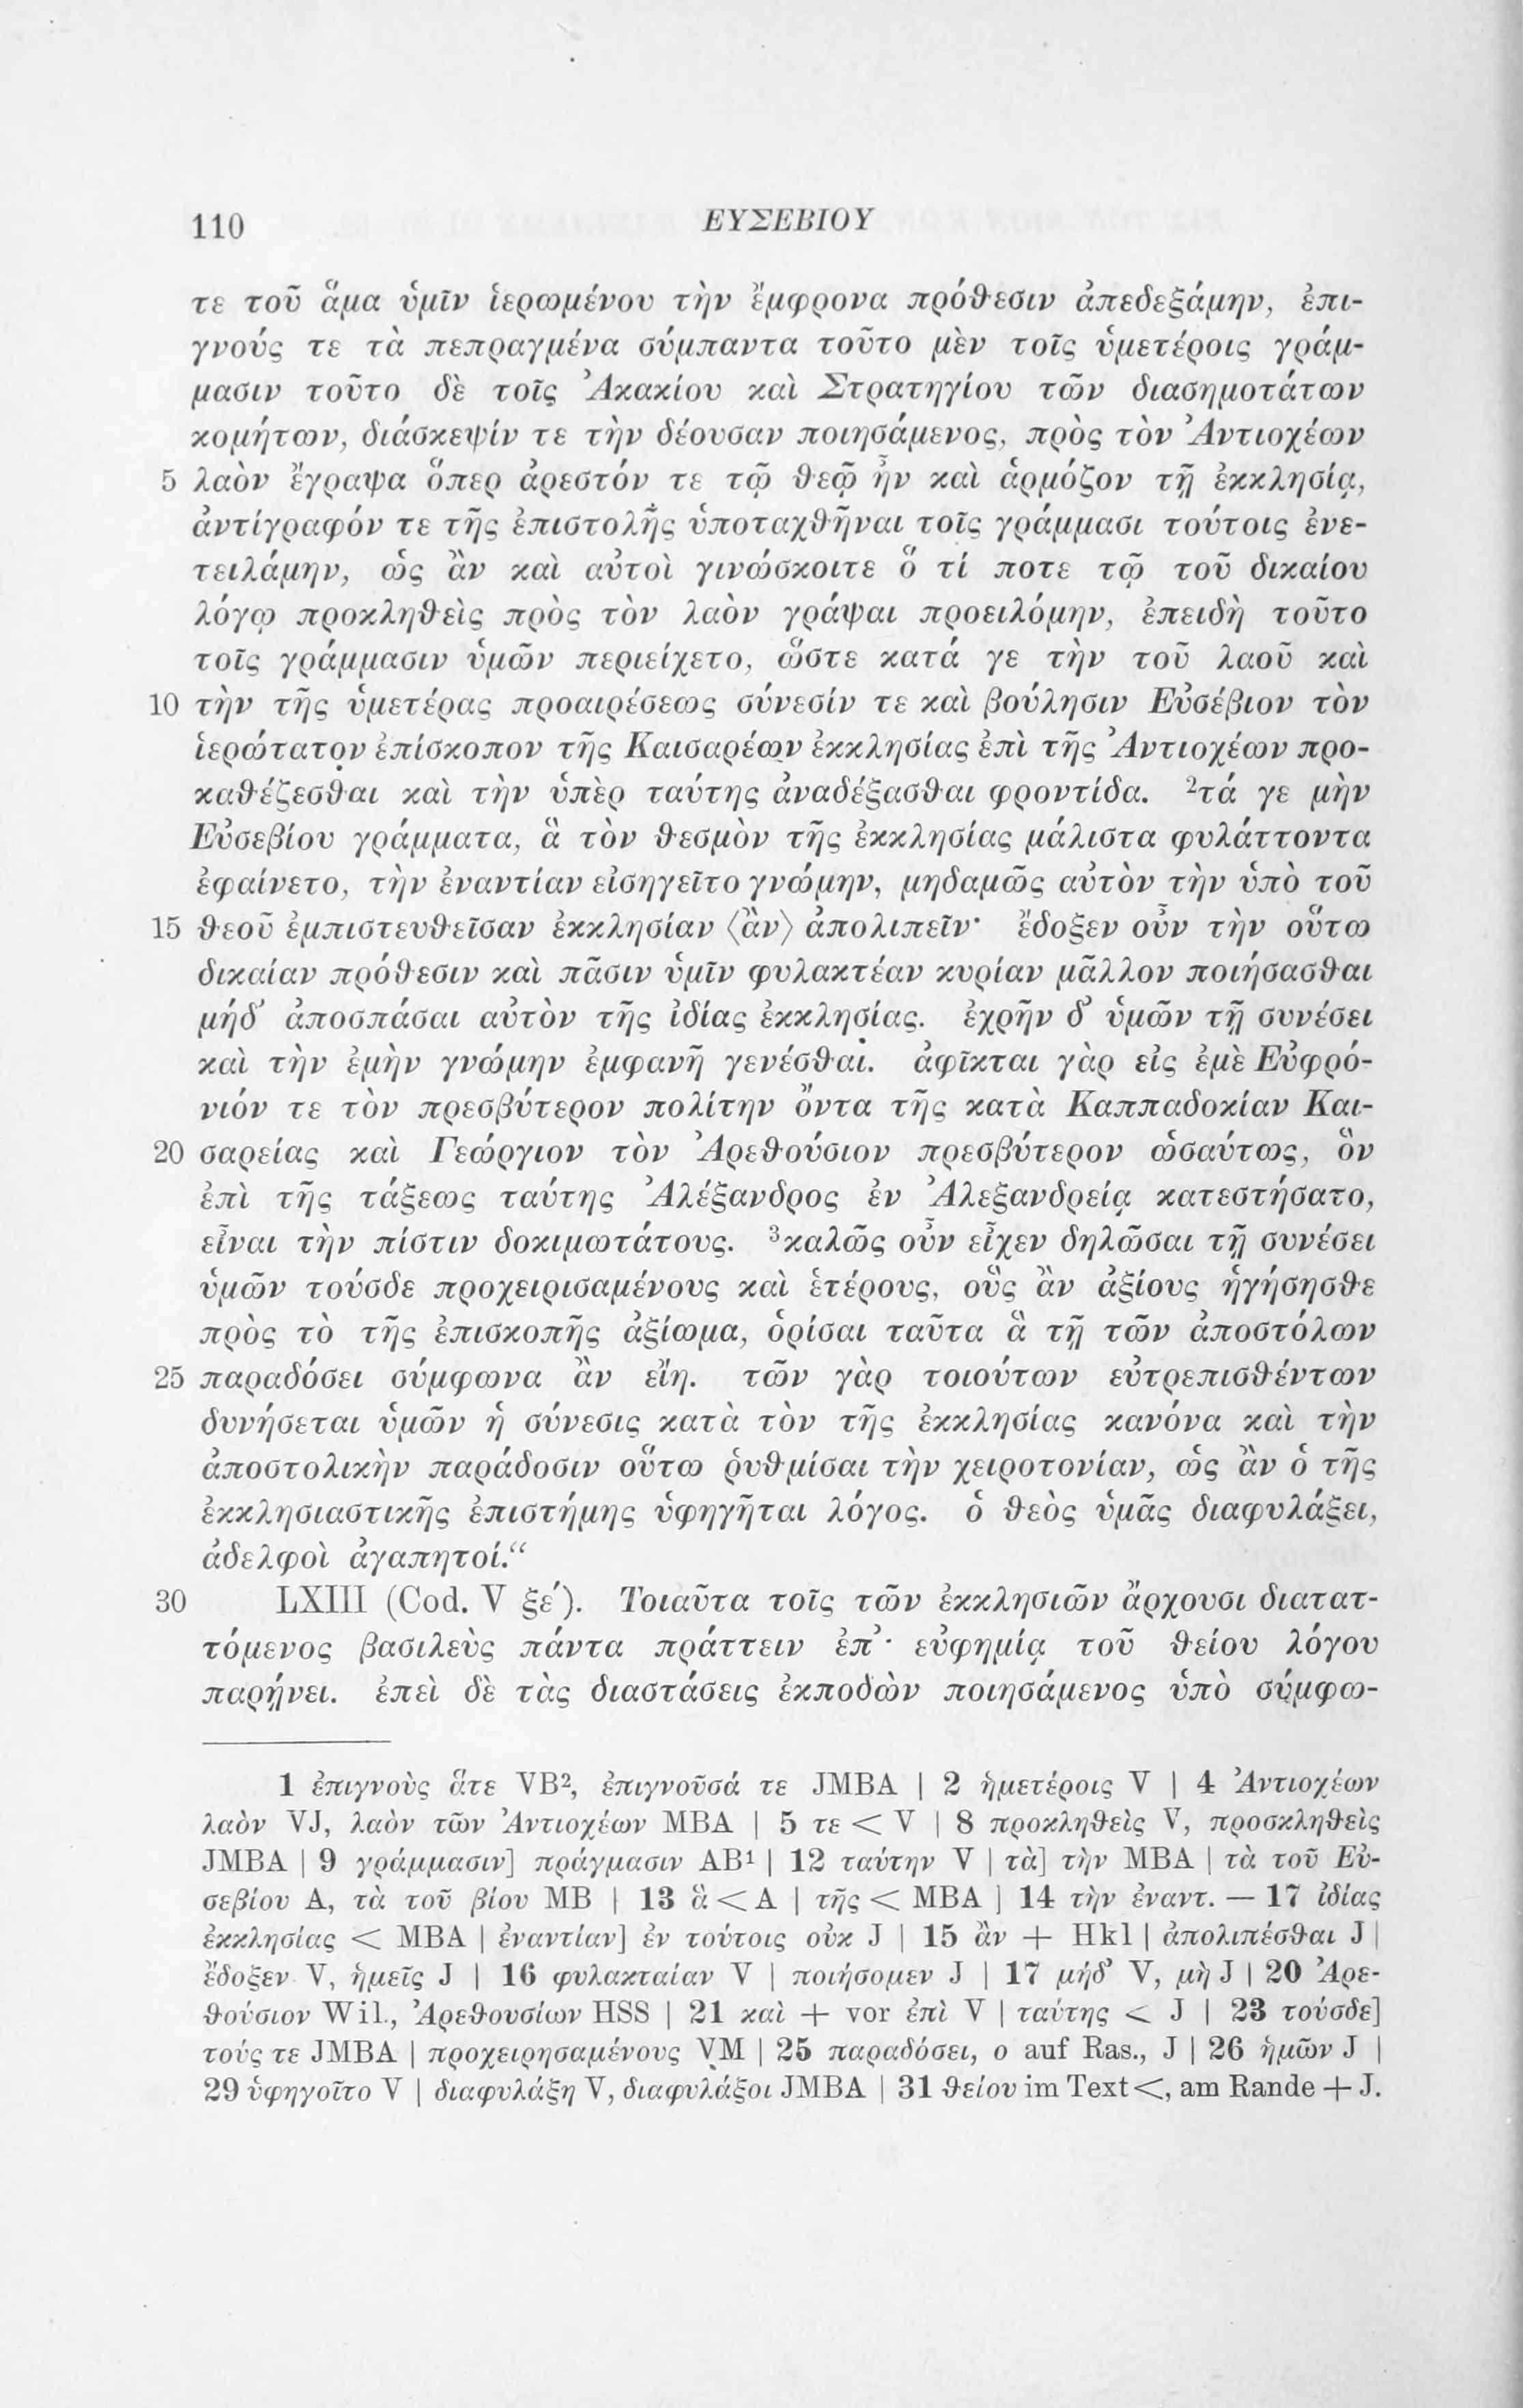 110 ΕΥΣΕΒΙΟΥ
τε τοῦ ἅμα ὑμῖν ἱερωμένου τὴν ἔμφρονα πρόθεσιν ἀπεδεξάμην, ἐπι-
γνούς τε τὰ πεπραγμένα σύμπαντα τοῦτο μὲν τοῖς ὑμετέροις γράμ-
μασιν τοῦτο δὲ τοῖς Ἀκακίου καὶ Στρατηγίου τῶν διασημοτάτων
κομήτων, διάσκεψίν τε τὴν δέουσαν ποιησάμενος, πρὸς τὸν Ἀντιοχέων
5 λαὸν ἔγραψα ὅπερ ἀρεστόν τε τῷ θεῷ ἦν καὶ ἁρμόζον τῇ ἐκκλησίᾳ,
ἀντίγραφόν τε τῆς ἐπιστολῆς ὑποταχθῆναι τοῖς γράμμασι τούτοις ἐνε-
τειλάμην, ὡς ἂν καὶ αὐτοὶ γινώσκοιτε ὅ τί ποτε τῷ τοῦ δικαίου
λόγῳ προκληθεὶς πρὸς τὸν λαὸν γράψαι προειλόμην, ἐπειδὴ τοῦτο
τοῖς γράμμασιν ὑμῶν περιείχετο, ὥστε κατά γε τὴν τοῦ λαοῦ καὶ
10 τὴν τῆς ὑμετέρας προαιρέσεως σύνεσίν τε καὶ βούλησιν Εὐσέβιον τὸν
ἱερώτατον ἐπίσκοπον τῆς Καισαρέων ἐκκλησίας ἐπὶ τῆς Ἀντιοχέων προ-
καθέζεσθαι καὶ τὴν ὑπὲρ ταύτης ἀναδέξασθαι φροντίδα. ²τά γε μὴν
Εὐσεβίου γράμματα, ἃ τὸν θεσμὸν τῆς ἐκκλησίας μάλιστα φυλάττοντα
ἐφαίνετο, τὴν ἐναντίαν εἰσηγεῖτο γνώμην, μηδαμῶς αὐτὸν τὴν ὑπὸ τοῦ
15 θεοῦ ἐμπιστευθεῖσαν ἐκκλησίαν ⟨ἂν⟩ ἀπολιπεῖν· ἔδοξεν οὖν τὴν οὕτω
δικαίαν πρόθεσιν καὶ πᾶσιν ὑμῖν φυλακτέαν κυρίαν μᾶλλον ποιήσασθαι
μήδ’ ἀποσπάσαι αὐτὸν τῆς ἰδίας ἐκκλησίας. ἐχρῆν δ’ ὑμῶν τῇ συνέσει
καὶ τὴν ἐμὴν γνώμην ἐμφανῆ γενέσθαι. ἀφῖκται γὰρ εἰς ἐμὲ Εὐφρό-
νιόν τε τὸν πρεσβύτερον πολίτην ὄντα τῆς κατὰ Καππαδοκίαν Και-
20 σαρείας καὶ Γεώργιον τὸν Ἀρεθούσιον πρεσβύτερον ὡσαύτως, ὃν
ἐπὶ τῆς τάξεως ταύτης Ἀλέξανδρος ἐν Ἀλεξανδρείᾳ κατεστήσατο,
εἶναι τὴν πίστιν δοκιμωτάτους. ³καλῶς οὖν εἶχεν δηλῶσαι τῇ συνέσει
ὑμῶν τούσδε προχειρισαμένους καὶ ἑτέρους, οὓς ἂν ἀξίους ἡγήσησθε
πρὸς τὸ τῆς ἐπισκοπῆς ἀξίωμα, ὁρίσαι ταῦτα ἃ τῇ τῶν ἀποστόλων
25 παραδόσει σύμφωνα ἂν εἴη. τῶν γὰρ τοιούτων εὐτρεπισθέντων
δυνήσεται ὑμῶν ἡ σύνεσις κατὰ τὸν τῆς ἐκκλησίας κανόνα καὶ τὴν
ἀποστολικὴν παράδοσιν οὕτω ῥυθμίσαι τὴν χειροτονίαν, ὡς ἂν ὁ τῆς
ἐκκλησιαστικῆς ἐπιστήμης ὑφηγῆται λόγος. ὁ θεὸς ὑμᾶς διαφυλάξει,
ἀδελφοὶ ἀγαπητοί.“
30 LXIII (Cod. V ξέ). Τοιαῦτα τοῖς τῶν ἐκκλησιῶν ἄρχουσι διατατ-
τόμενος βασιλεὺς πάντα πράττειν ἐπ’ εὐφημίᾳ τοῦ θείου λόγου
παρῄνει. ἐπεὶ δὲ τὰς διαστάσεις ἐκποδὼν ποιησάμενος ὑπὸ σύμφω-
1 ἐπιγνοὺς ἅτε VB², ἐπιγνοῦσά τε JMBA | 2 ἡμετέροις V | 4 Ἀντιοχέων
λαὸν VJ, λαὸν τῶν Ἀντιοχέων MBA | 5 τε < V | 8 προκληθεὶς V, προσκληθεὶς
JMBA | 9 γράμμασιν] πράγμασιν AB¹ | 12 ταύτην V | τὰ] τὴν MBA | τὰ τοῦ Εὐ-
σεβίου A, τὰ τοῦ βίου MB | 13 ἃ < A | τῆς < MBA | 14 τὴν ἐναντ. — 17 ἰδίας
ἐκκλησίας < MBA | ἐναντίαν] ἐν τούτοις οὐκ J | 15 ἂν + Hkl | ἀπολιπέσθαι J |
ἔδοξεν V, ἡμεῖς J | 16 φυλακταίαν V | ποιήσομεν J | 17 μήδ’ V, μὴ J | 20 Ἀρε-
θούσιον Wil., Ἀρεθουσίων HSS | 21 καὶ + vor ἐπὶ V | ταύτης < J | 23 τούσδε]
τούς τε JMBA | προχειρησαμένους VM | 25 παραδόσει, ο auf Ras., J | 26 ἡμῶν J |
29 ὑφηγοῖτο V | διαφυλάξη V, διαφυλάξοι JMBA | 31 θείου im Text <, am Rande + J.